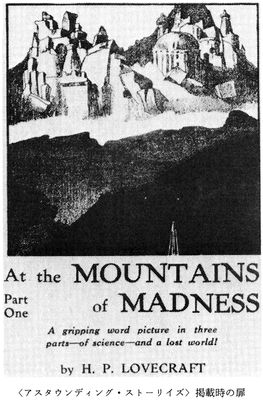 At the MOUNTAINS
Part One
of MADNESS
A gripping word picture in three
parts—of science—and a lost world!
by H. P. LOVECRAFT
〈アスタウンディング・ストーリイズ〉掲載時の扉